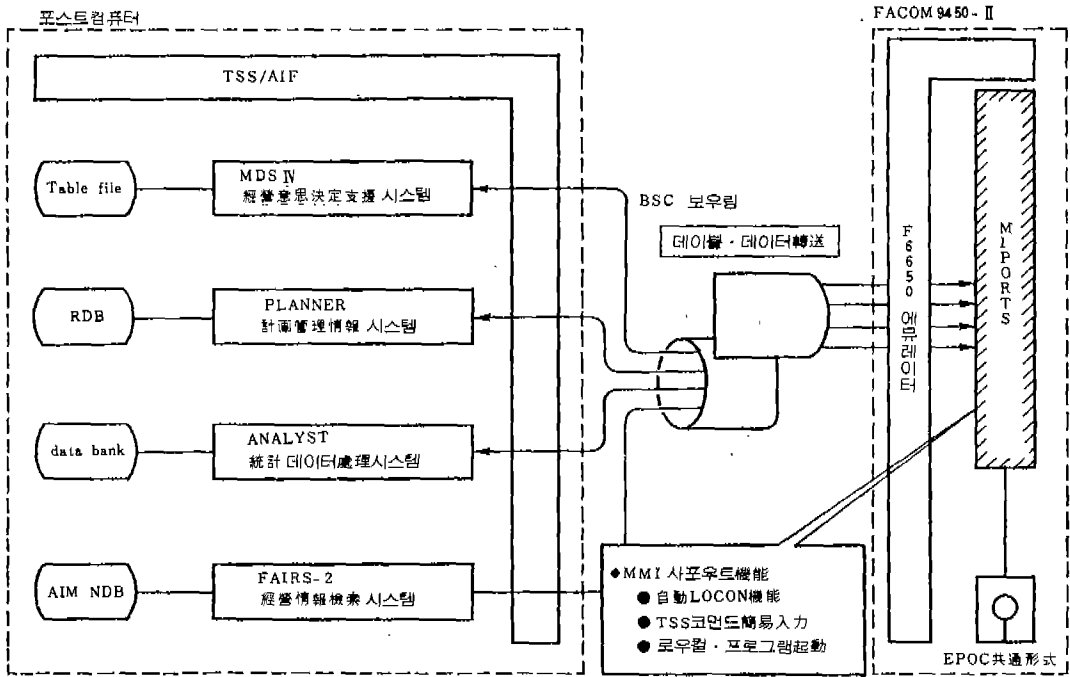 포스트컴퓨터
FACOM 9450-Ⅱ
TSS/AIF
Table file
MDS Ⅳ
經營意思決定支援 시스템
BSC 보우림
데이블·데이터轉送
RDB
PLANNER
計画管理情報 시스템
F6650 에뮤레이터
MIPORTS
data bank
ANALYST
統計 데이터處理시스템
AIM NDB
FAIRS-2
經營情報検索 시스템
◆MMI 사포우트機能
● 自動LOCON機能
● TSS코먼드簡易入力
● 로우컬·프로그램起動
EPOC共通形式